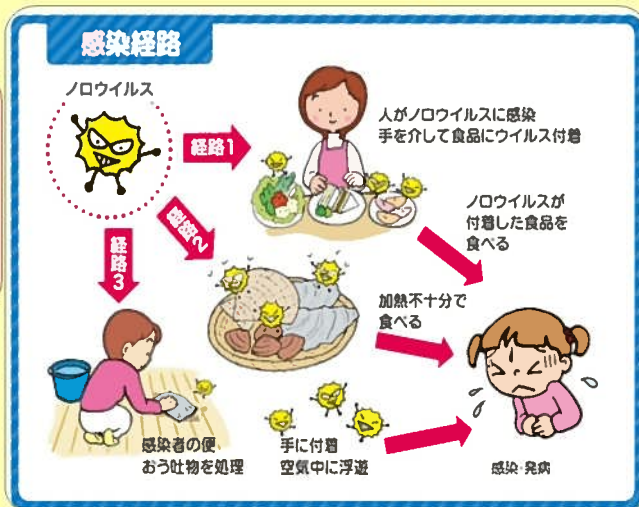 感染経路
ノロウイルス
経路1
人がノロウイルスに感染
手を介して食品にウイルス付着
ノロウイルスが
付着した食品を
食べる
経路2
加熱不十分で
食べる
経路3
感染者の便
おう吐物を処理
手に付着
空気中に浮遊
感染・発病